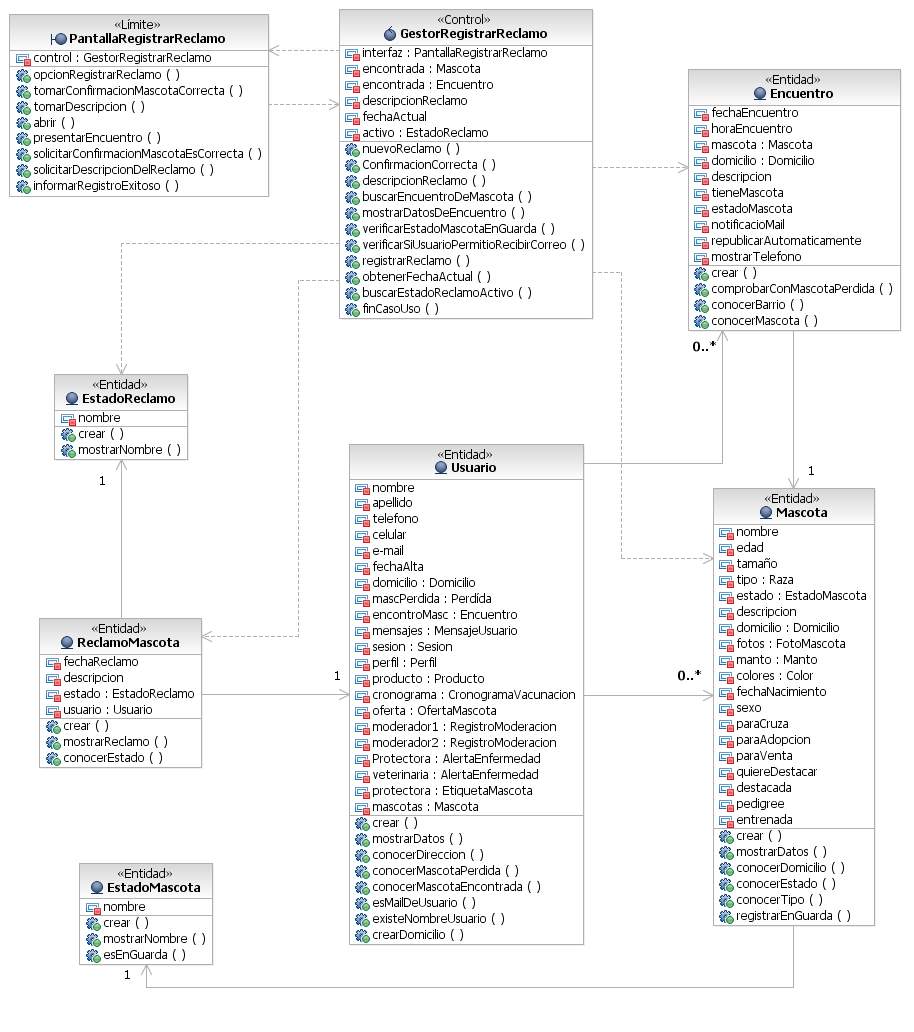 «Límite»
PantallaRegistrarReclamo
control : GestorRegistrarReclamo
opcionRegistrarReclamo ( )
tomarConfirmacionMascotaCorrecta ( )
tomarDescripcion ( )
abrir ( )
presentarEncuentro ( )
solicitarConfirmacionMascotaEsCorrecta ( )
solicitarDescripcionDelReclamo ( )
informarRegistroExitoso ( )
«Control»
GestorRegistrarReclamo
interfaz : PantallaRegistrarReclamo
encontrada : Mascota
encontrada : Encuentro
descripcionReclamo
fechaActual
activo : EstadoReclamo
nuevoReclamo ( )
ConfirmacionCorrecta ( )
descripcionReclamo ( )
buscarEncuentroDeMascota ( )
mostrarDatosDeEncuentro ( )
verificarEstadoMascotaEnGuarda ( )
verificarSiUsuarioPermitioRecibirCorreo ( )
registrarReclamo ( )
obtenerFechaActual ( )
buscarEstadoReclamoActivo ( )
finCasoUso ( )
«Entidad»
Encuentro
fechaEncuentro
horaEncuentro
mascota : Mascota
domicilio : Domicilio
descripcion
tieneMascota
estadoMascota
notificacioMail
republicarAutomaticamente
mostrarTelefono
crear ( )
comprobarConMascotaPerdida ( )
conocerBarrio ( )
conocerMascota ( )
0..*
«Entidad»
EstadoReclamo
nombre
crear ( )
mostrarNombre ( )
1
«Entidad»
Usuario
nombre
apellido
telefono
celular
e-mail
fechaAlta
domicilio : Domicilio
mascPerdida : Perdida
encontroMasc : Encuentro
mensajes : MensajeUsuario
sesion : Sesion
perfil : Perfil
producto : Producto
cronograma : CronogramaVacunacion
oferta : OfertaMascota
moderador1 : RegistroModeracion
moderador2 : RegistroModeracion
Protectora : AlertaEnfermedad
veterinaria : AlertaEnfermedad
protectora : EtiquetaMascota
mascotas : Mascota
crear ( )
mostrarDatos ( )
conocerDireccion ( )
conocerMascotaPerdida ( )
conocerMascotaEncontrada ( )
esMailDeUsuario ( )
existeNombreUsuario ( )
crearDomicilio ( )
1
«Entidad»
Mascota
nombre
edad
tamaño
tipo : Raza
estado : EstadoMascota
descripcion
domicilio : Domicilio
fotos : FotoMascota
manto : Manto
colores : Color
fechaNacimiento
sexo
paraCruza
paraAdopcion
paraVenta
quiereDestacar
destacada
pedigree
entrenada
crear ( )
mostrarDatos ( )
conocerDomicilio ( )
conocerEstado ( )
conocerTipo ( )
registrarEnGuarda ( )
0..*
«Entidad»
ReclamoMascota
fechaReclamo
descripcion
estado : EstadoReclamo
usuario : Usuario
crear ( )
mostrarReclamo ( )
conocerEstado ( )
1
«Entidad»
EstadoMascota
nombre
crear ( )
mostrarNombre ( )
esEnGuarda ( )
1